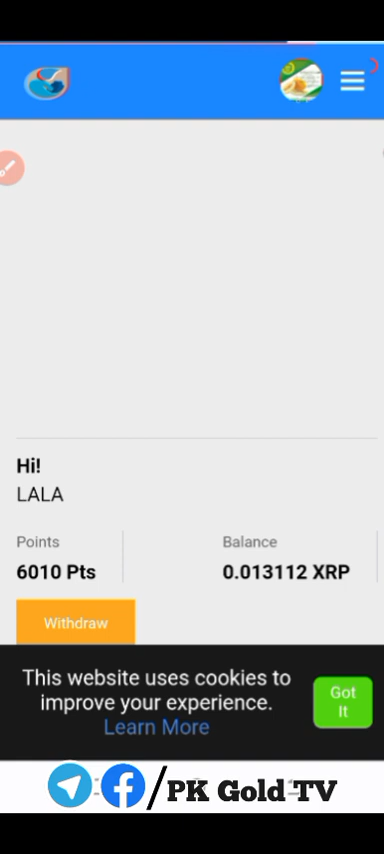 Hi!
LALA
Points
Balance
6010 Pts
0.013112 XRP
Withdraw
This website uses cookies to
improve your experience.
Learn More
Got
It
/PK Gold TV